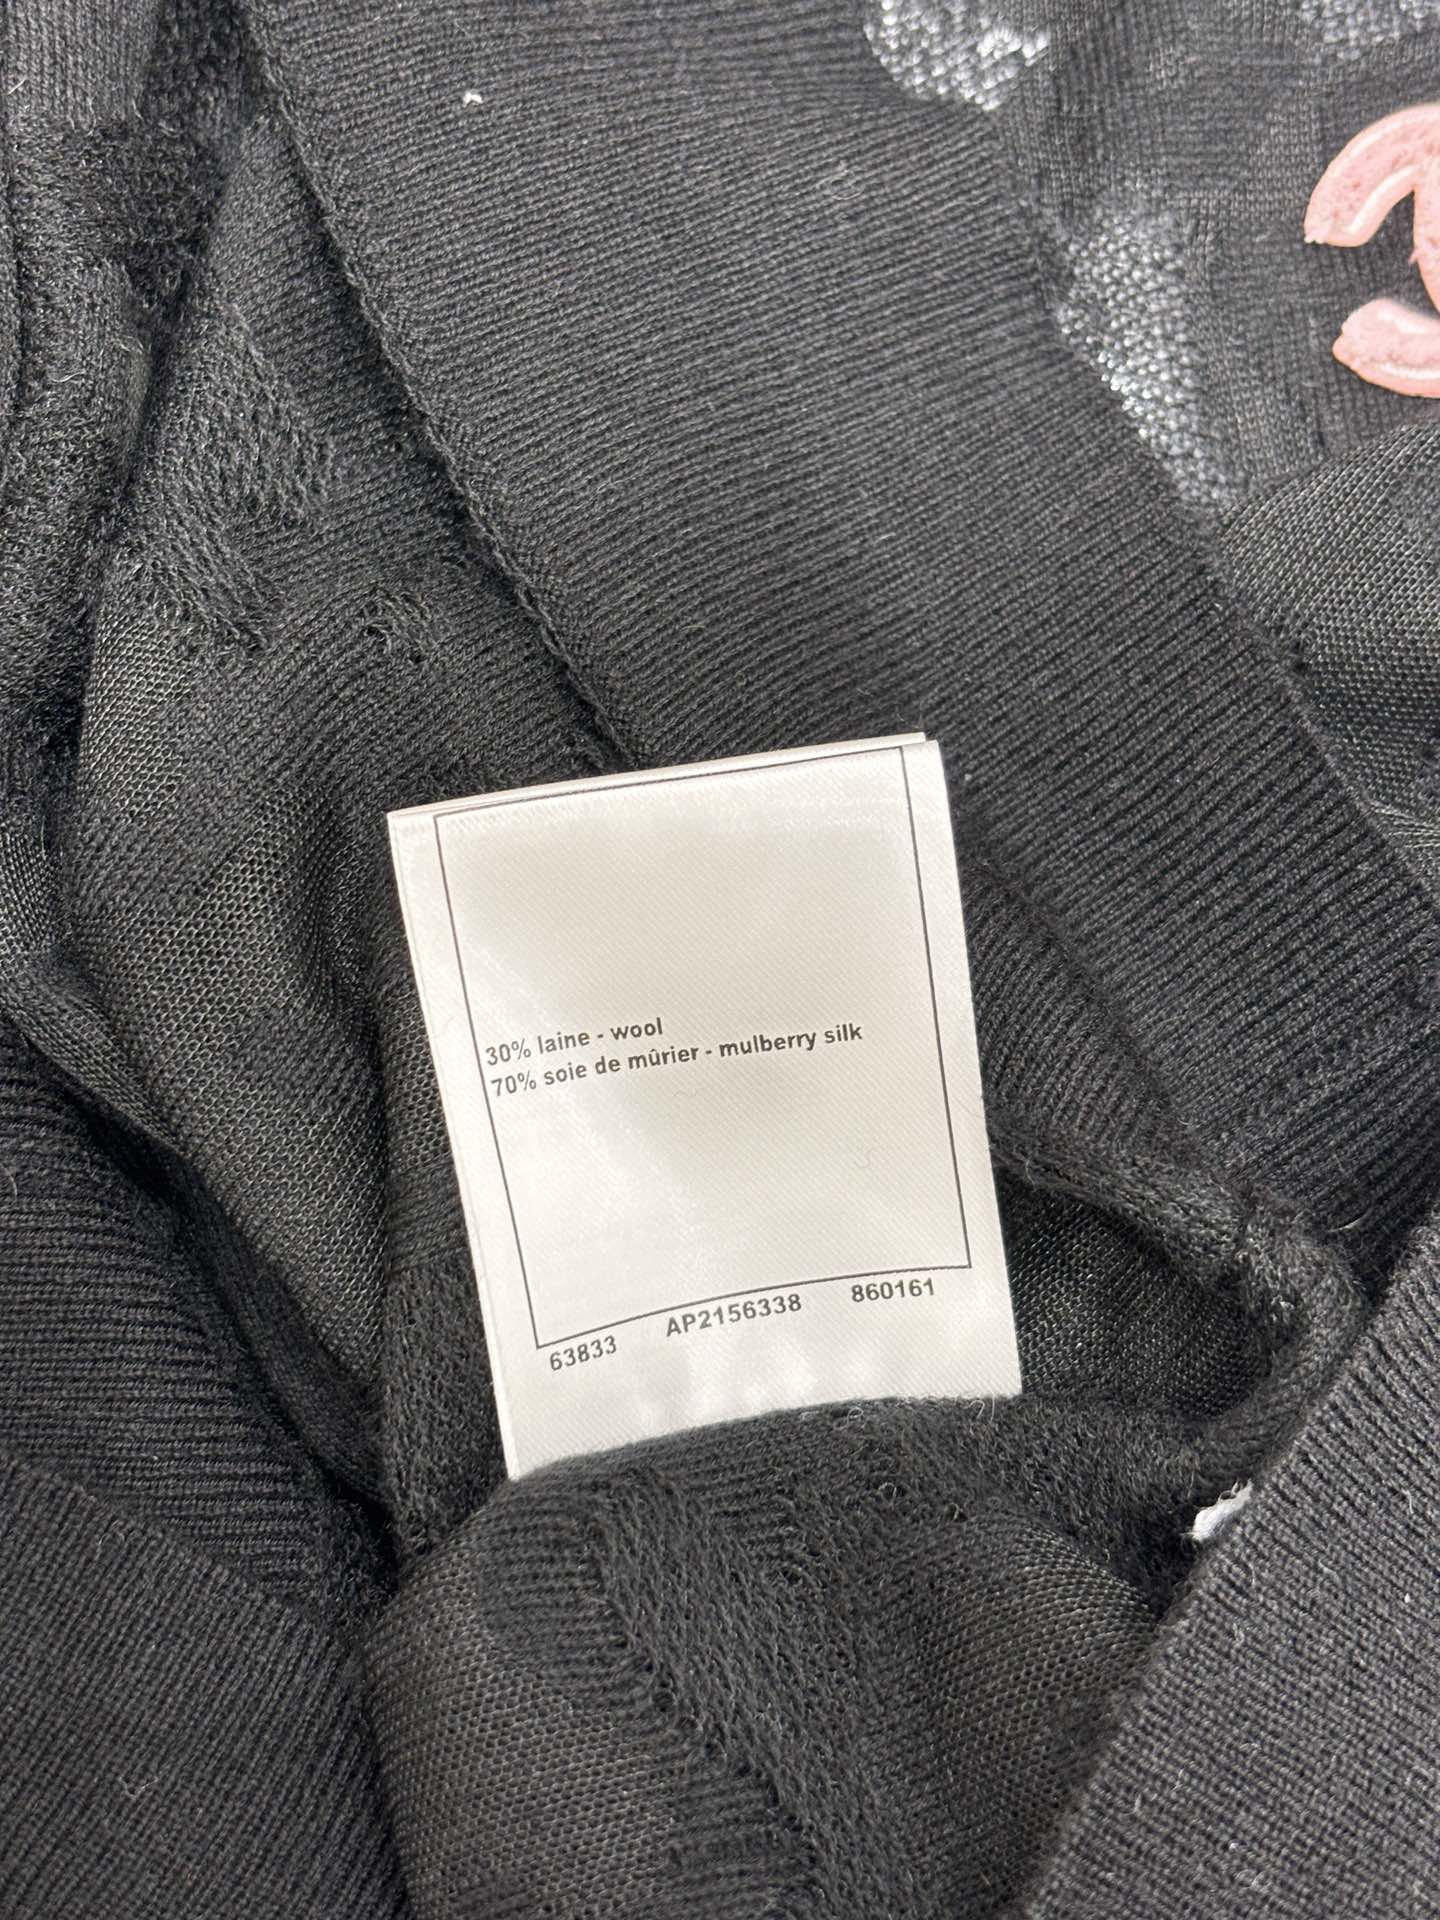 30% laine - wool
70% soie de mûrier - mulberry silk
63833 AP2156338 860161